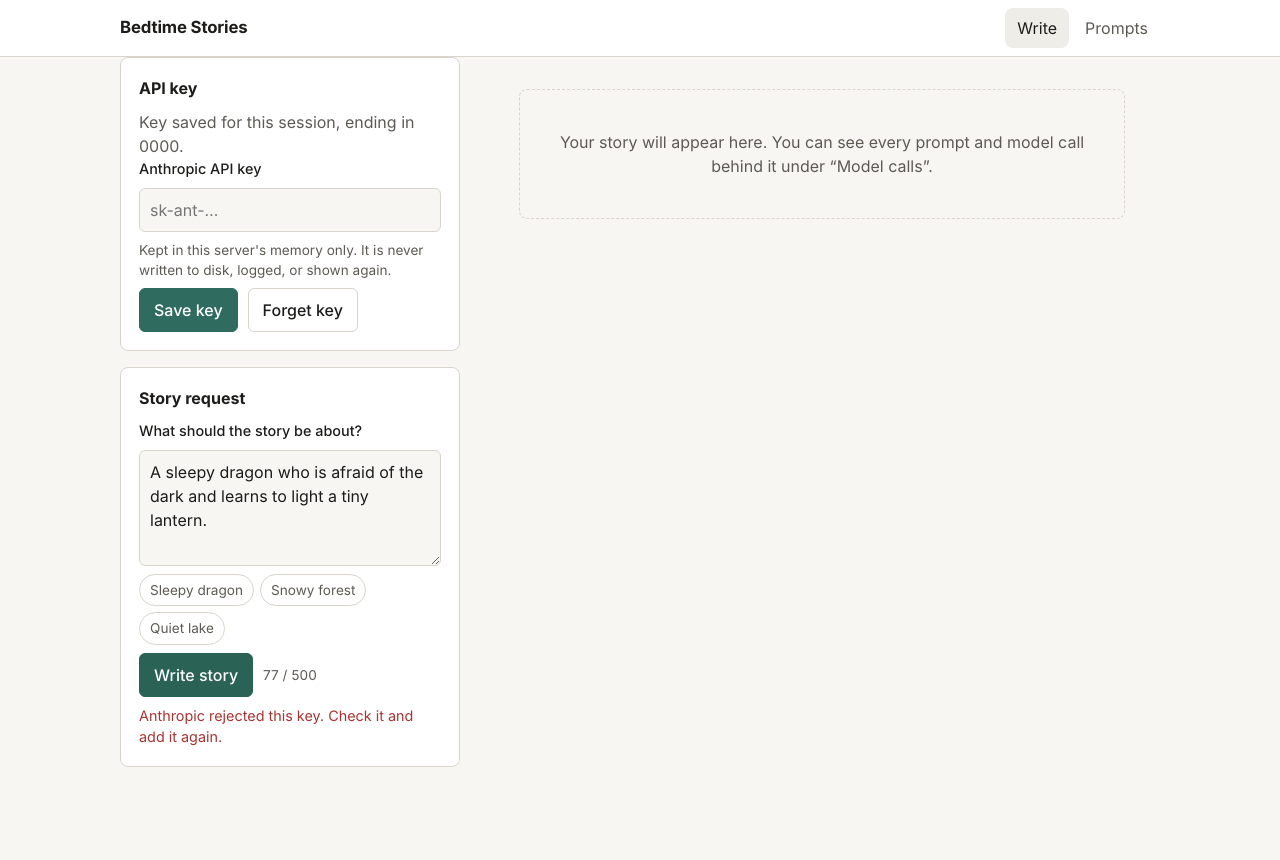 Bedtime Stories
Write
Prompts
API key
Key saved for this session, ending in
0000.
Anthropic API key
sk-ant-...
Kept in this server's memory only. It is never
written to disk, logged, or shown again.
Save key
Forget key
Story request
What should the story be about?
A sleepy dragon who is afraid of the
dark and learns to light a tiny
lantern.
Sleepy dragon
Snowy forest
Quiet lake
Write story
77 / 500
Anthropic rejected this key. Check it and
add it again.
Your story will appear here. You can see every prompt and model call
behind it under “Model calls”.